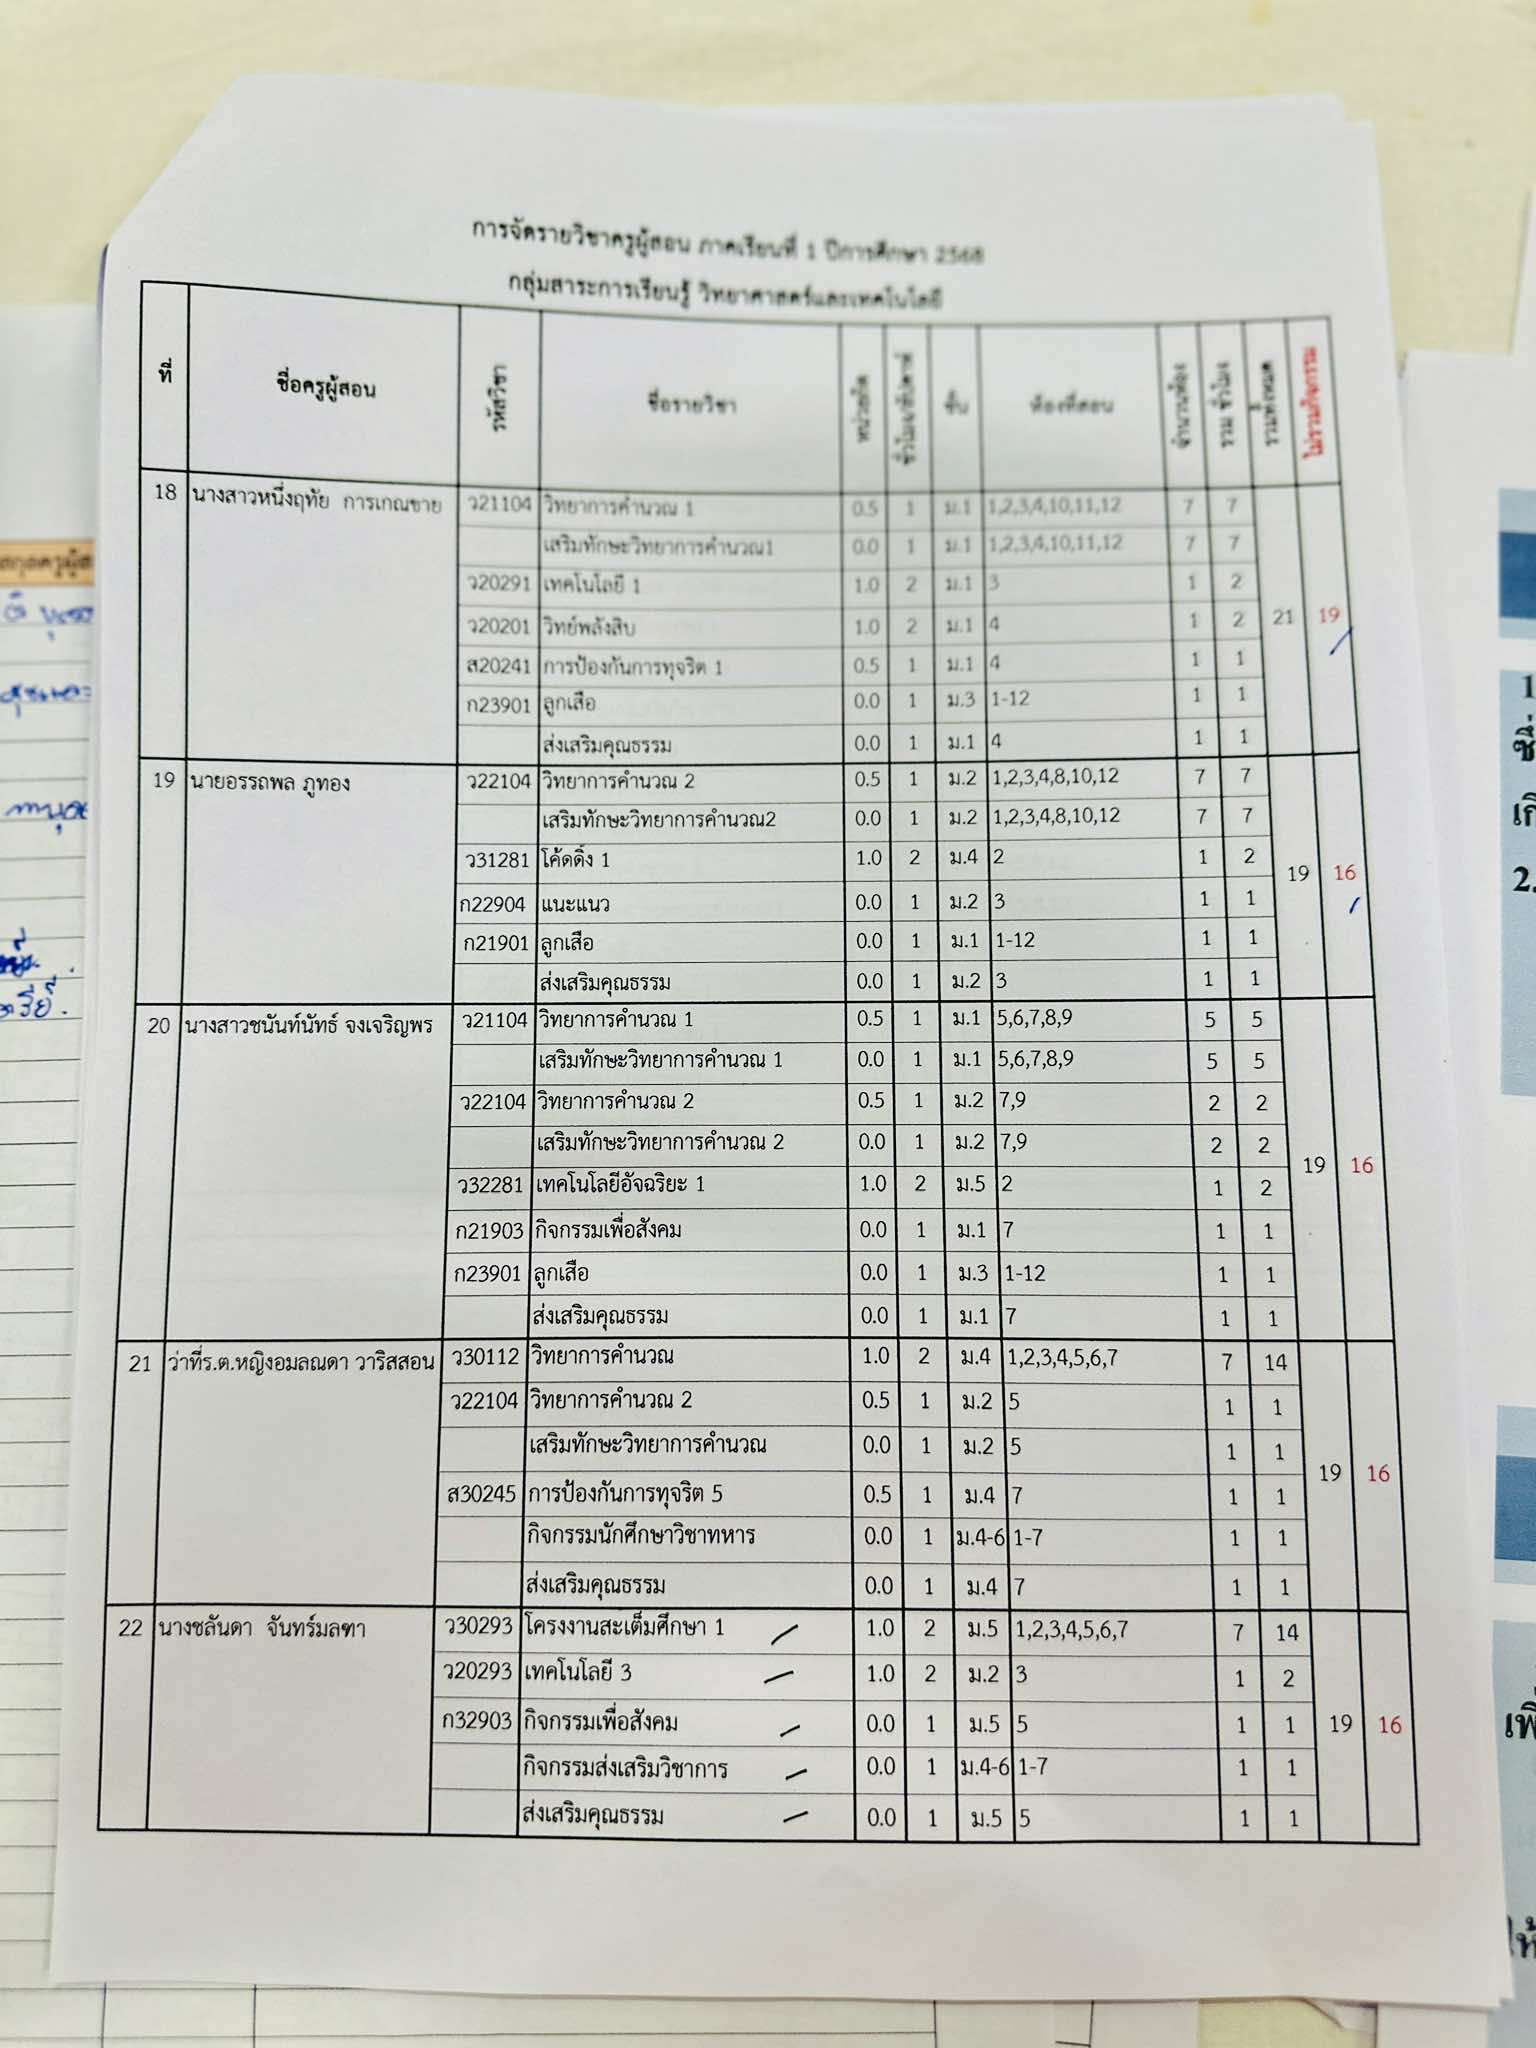 การจัดรายวิชาครูผู้สอน ภาคเรียนที่ 1 ปีการศึกษา 2568
กลุ่มสาระการเรียนรู้ วิทยาศาสตร์และเทคโนโลยี
ที่ ชื่อครูผู้สอน รหัสวิชา ชื่อรายวิชา หน่วยกิต ชั่วโมง/สัปดาห์ ชั้น ห้องที่สอน จำนวนห้อง รวม ชั่วโมง รวมทั้งหมด ไม่รวมกิจกรรม
18 นางสาวหนึ่งฤทัย การเกณขาย ว21104 วิทยาการคำนวณ 1 0.5 1 ม.1 1,2,3,4,10,11,12 7 7
เสริมทักษะวิทยาการคำนวณ1 0.0 1 ม.1 1,2,3,4,10,11,12 7 7
ว20291 เทคโนโลยี 1 1.0 2 ม.1 3 1 2
ว20201 วิทย์พลังสิบ 1.0 2 ม.1 4 1 2 21 19
ส20241 การป้องกันการทุจริต 1 0.5 1 ม.1 4 1 1
ก23901 ลูกเสือ 0.0 1 ม.3 1-12 1 1
ส่งเสริมคุณธรรม 0.0 1 ม.1 4 1 1
19 นายอรรถพล ภูทอง ว22104 วิทยาการคำนวณ 2 0.5 1 ม.2 1,2,3,4,8,10,12 7 7
เสริมทักษะวิทยาการคำนวณ2 0.0 1 ม.2 1,2,3,4,8,10,12 7 7
ว31281 โค้ดดิ้ง 1 1.0 2 ม.4 2 1 2 19 16
ก22904 แนะแนว 0.0 1 ม.2 3 1 1
ก21901 ลูกเสือ 0.0 1 ม.1 1-12 1 1
ส่งเสริมคุณธรรม 0.0 1 ม.2 3 1 1
20 นางสาวชนันท์นัทธ์ จงเจริญพร ว21104 วิทยาการคำนวณ 1 0.5 1 ม.1 5,6,7,8,9 5 5
เสริมทักษะวิทยาการคำนวณ 1 0.0 1 ม.1 5,6,7,8,9 5 5
ว22104 วิทยาการคำนวณ 2 0.5 1 ม.2 7,9 2 2
เสริมทักษะวิทยาการคำนวณ 2 0.0 1 ม.2 7,9 2 2 19 16
ว32281 เทคโนโลยีอัจฉริยะ 1 1.0 2 ม.5 2 1 2
ก21903 กิจกรรมเพื่อสังคม 0.0 1 ม.1 7 1 1
ก23901 ลูกเสือ 0.0 1 ม.3 1-12 1 1
ส่งเสริมคุณธรรม 0.0 1 ม.1 7 1 1
21 ว่าที่ร.ต.หญิงอมลณดา วาริสสอน ว30112 วิทยาการคำนวณ 1.0 2 ม.4 1,2,3,4,5,6,7 7 14
ว22104 วิทยาการคำนวณ 2 0.5 1 ม.2 5 1 1
เสริมทักษะวิทยาการคำนวณ 0.0 1 ม.2 5 1 1 19 16
ส30245 การป้องกันการทุจริต 5 0.5 1 ม.4 7 1 1
กิจกรรมนักศึกษาวิชาทหาร 0.0 1 ม.4-6 1-7 1 1
ส่งเสริมคุณธรรม 0.0 1 ม.4 7 1 1
22 นางชลันดา จันทร์มลฑา ว30293 โครงงานสะเต็มศึกษา 1 1.0 2 ม.5 1,2,3,4,5,6,7 7 14
ว20293 เทคโนโลยี 3 1.0 2 ม.2 3 1 2
ก32903 กิจกรรมเพื่อสังคม 0.0 1 ม.5 5 1 1 19 16
กิจกรรมส่งเสริมวิชาการ 0.0 1 ม.4-6 1-7 1 1
ส่งเสริมคุณธรรม 0.0 1 ม.5 5 1 1